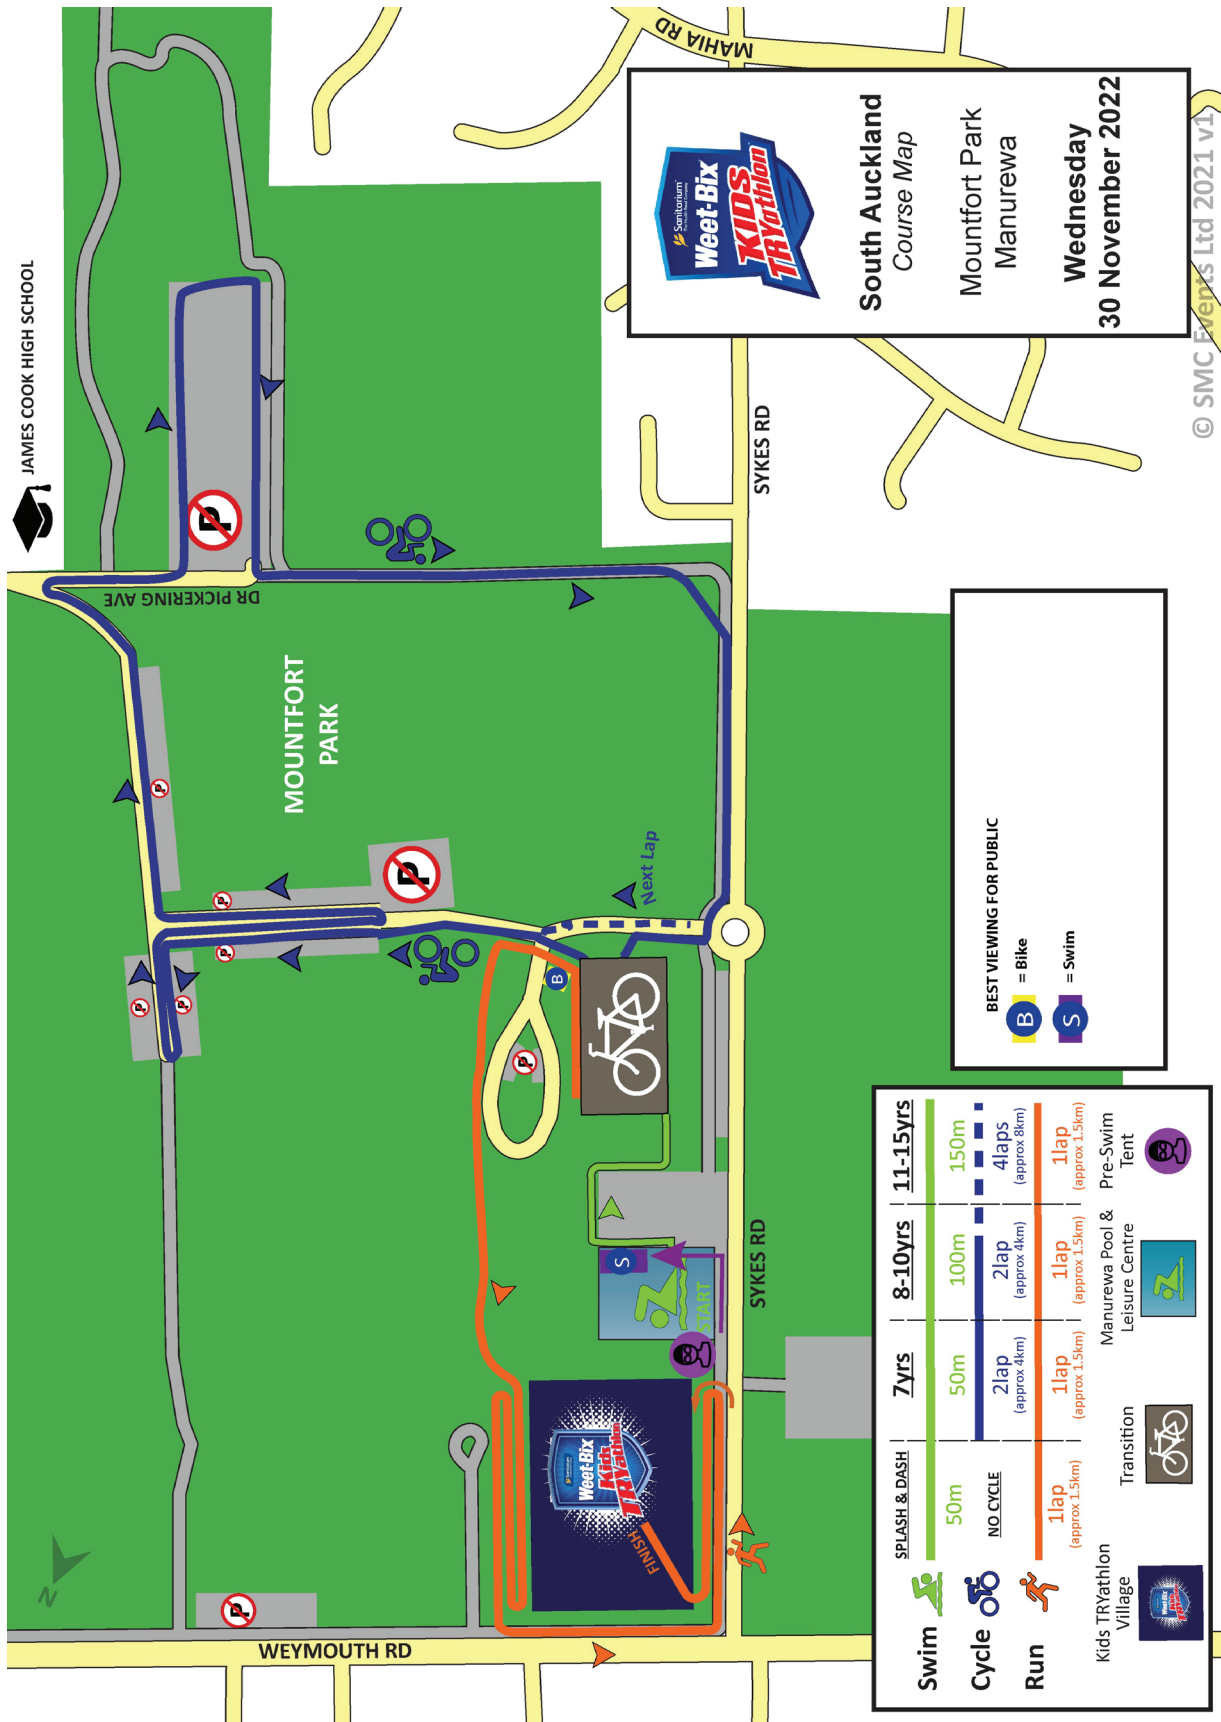 Sanitarium
Weet-Bix
KIDS
TRYathlon
South Auckland
Course Map
Mountfort Park
Manurewa
Wednesday
30 November 2022
© SMC Events Ltd 2021 v1
JAMES COOK HIGH SCHOOL
MAHIA RD
DR PICKERING AVE
MOUNTFORT
PARK
SYKES RD
P
P
P
P
P
P
P
P
P
Next Lap
B
S
START
SYKES RD
Weet-Bix
Kids
TRYathlon
FINISH
WEYMOUTH RD
N
BEST VIEWING FOR PUBLIC
B = Bike
S = Swim
SPLASH & DASH 7yrs 8-10yrs 11-15yrs
Swim 50m 50m 100m 150m
Cycle NO CYCLE 2lap 2lap 4laps
(approx 4km) (approx 4km) (approx 8km)
Run 1lap 1lap 1lap 1lap
(approx 1.5km) (approx 1.5km) (approx 1.5km) (approx 1.5km)
Kids TRYathlon
Village
Transition
Manurewa Pool &
Leisure Centre
Pre-Swim
Tent